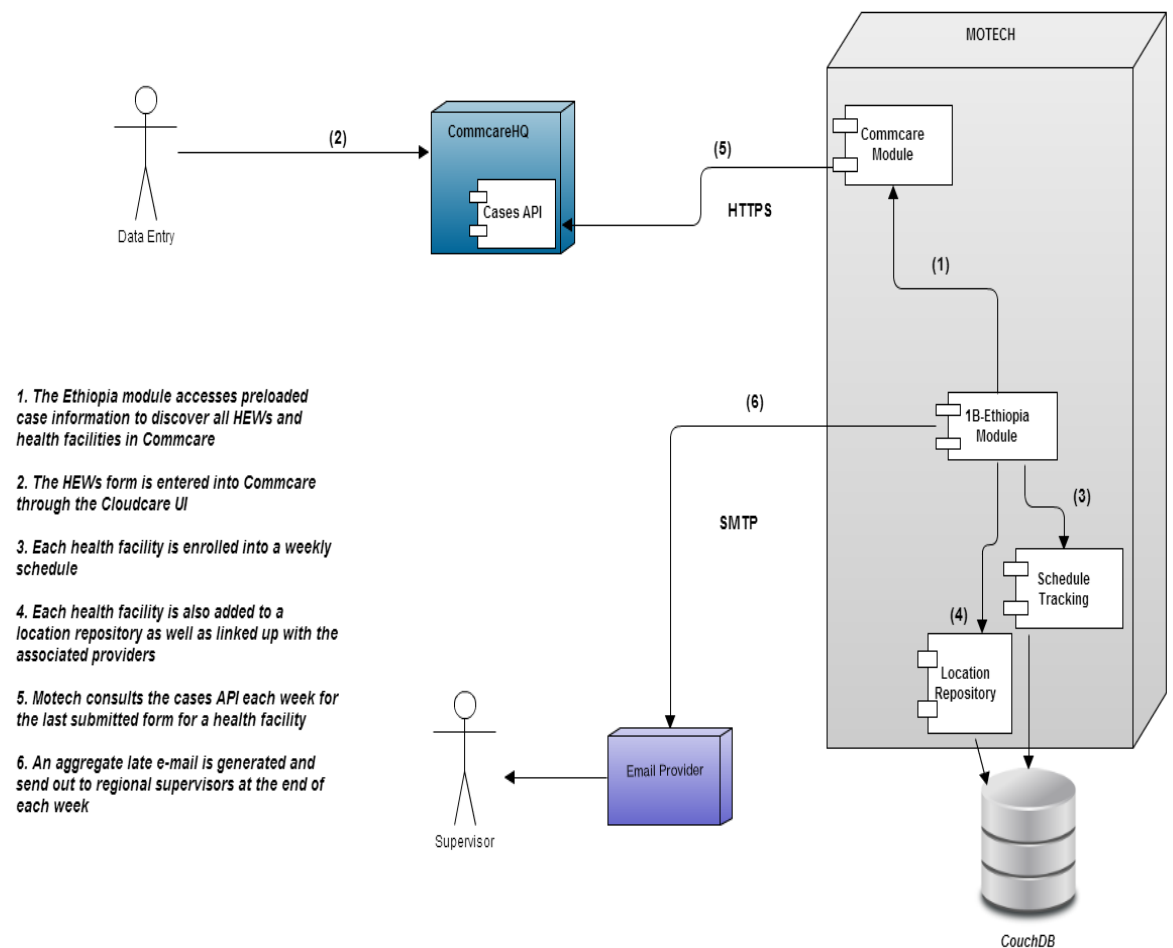 MOTECH
CommcareHQ
Cases API
Commcare
Module
(2)
(5)
HTTPS
Data Entry
(1)
1. The Ethiopia module accesses preloaded
case information to discover all HEWs and
health facilities in Commcare
2. The HEWs form is entered into Commcare
through the Cloudcare UI
3. Each health facility is enrolled into a weekly
schedule
4. Each health facility is also added to a
location repository as well as linked up with the
associated providers
5. Motech consults the cases API each week for
the last submitted form for a health facility
6. An aggregate late e-mail is generated and
send out to regional supervisors at the end of
each week
(6)
1B-Ethiopia
Module
SMTP
(3)
Schedule
Tracking
(4)
Location
Repository
Email Provider
Supervisor
CouchDB